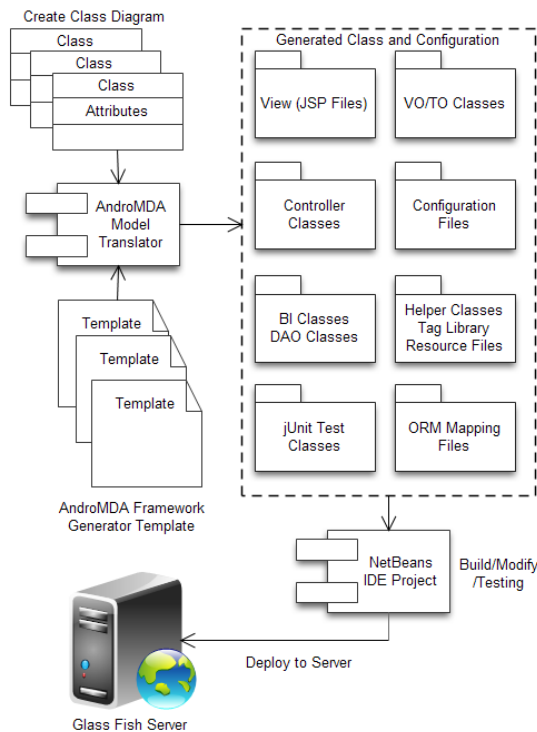 Create Class Diagram
Class
Class
Class
Attributes
AndroMDA
Model
Translator
Template
Template
Template
AndroMDA Framework
Generator Template
Generated Class and Configuration
View (JSP Files)
VO/TO Classes
Controller
Classes
Configuration
Files
BI Classes
DAO Classes
Helper Classes
Tag Library
Resource Files
jUnit Test
Classes
ORM Mapping
Files
NetBeans
IDE Project
Build/Modify
/Testing
Deploy to Server
Glass Fish Server